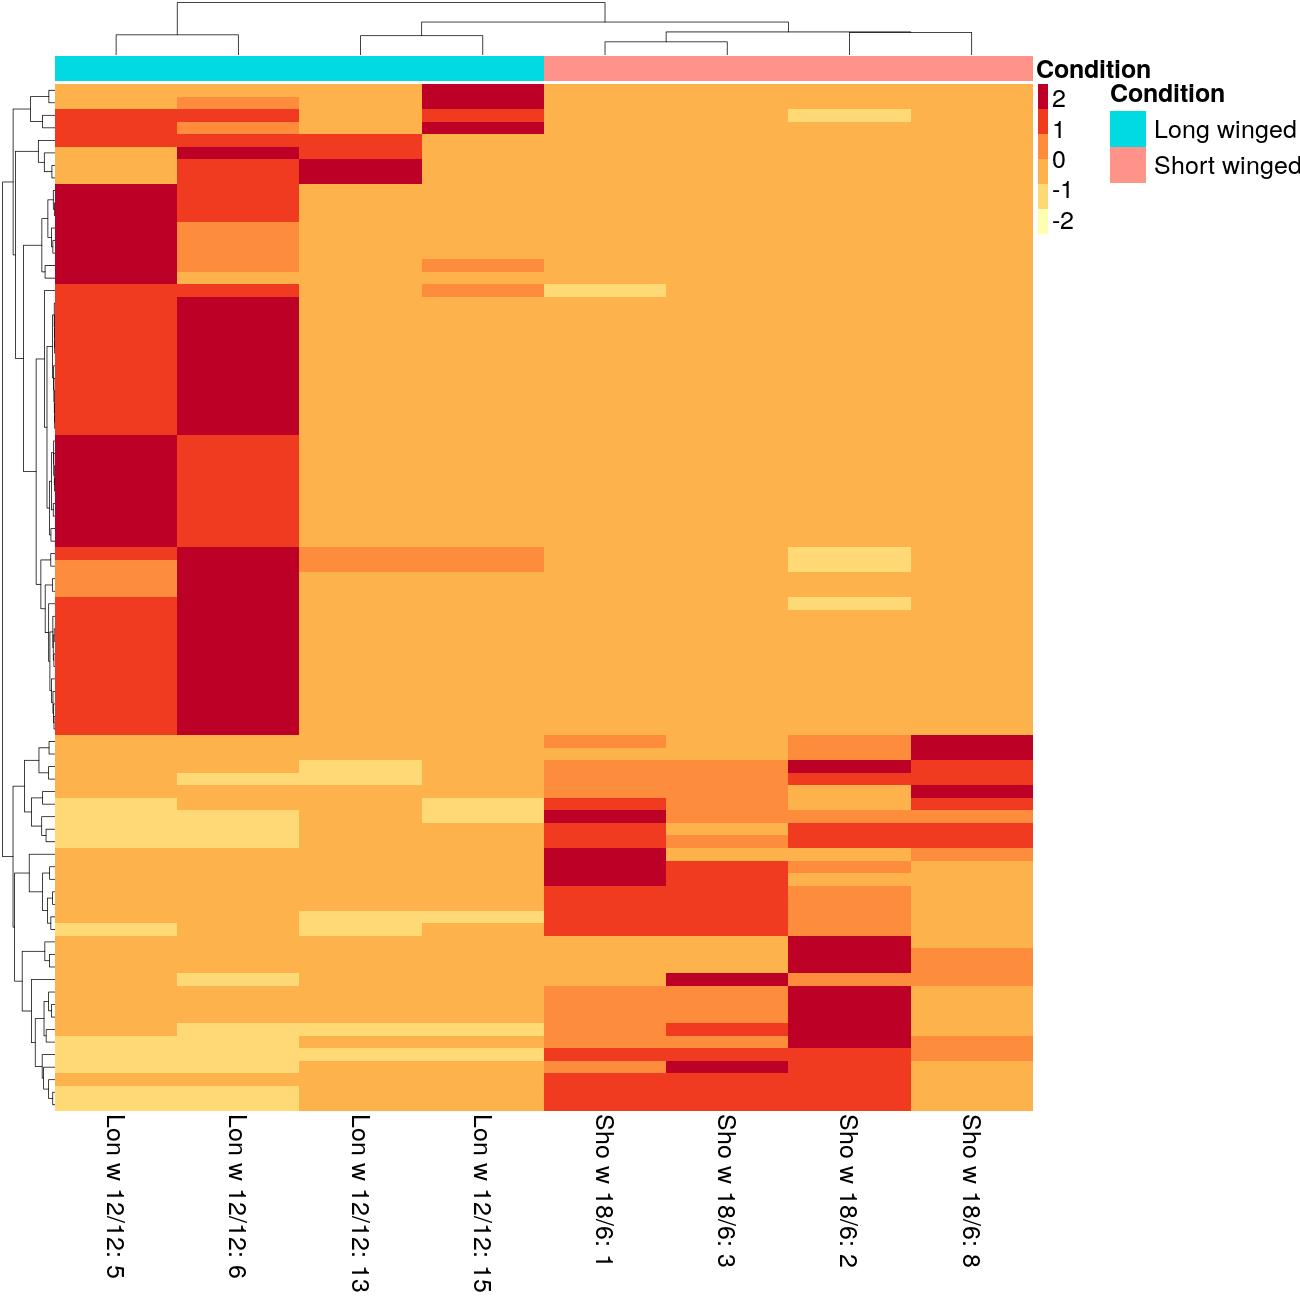 Condition
2
1
0
-1
-2
Condition
Long winged
Short winged
Lon w 12/12: 5
Lon w 12/12: 6
Lon w 12/12: 13
Lon w 12/12: 15
Sho w 18/6: 1
Sho w 18/6: 3
Sho w 18/6: 2
Sho w 18/6: 8